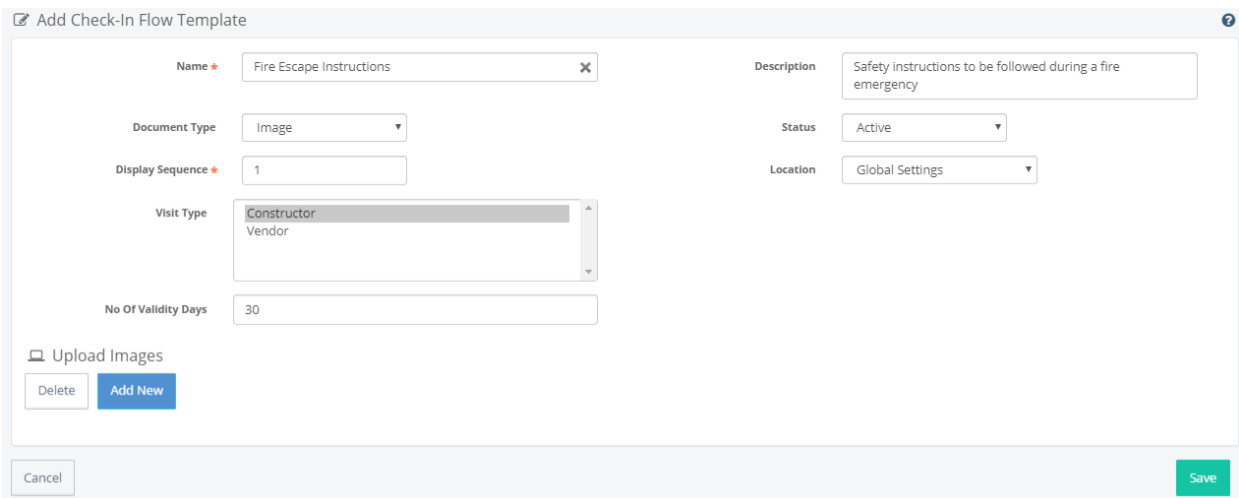 Add Check-In Flow Template
Name * Fire Escape Instructions
Description Safety instructions to be followed during a fire
emergency
Document Type Image
Status Active
Display Sequence * 1
Location Global Settings
Visit Type Constructor
Vendor
No Of Validity Days 30
Upload Images
Delete Add New
Cancel Save